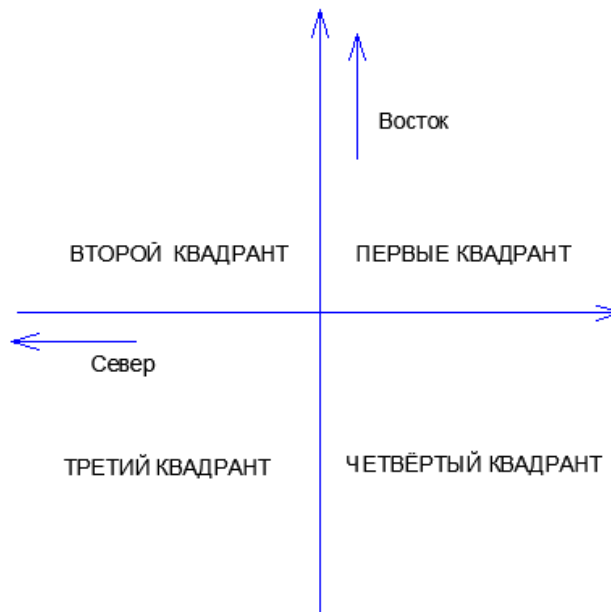 Восток
ВТОРОЙ КВАДРАНТ
ПЕРВЫЕ КВАДРАНТ
Север
ТРЕТИЙ КВАДРАНТ
ЧЕТВЁРТЫЙ КВАДРАНТ